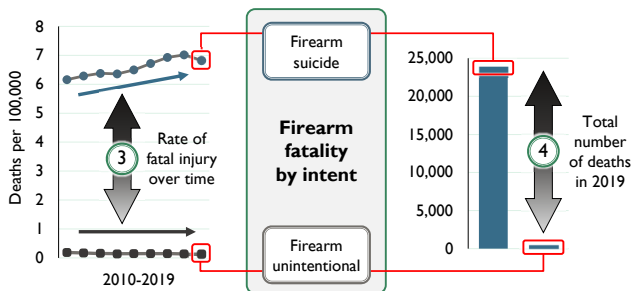 8
7
6
5
4
3
2
1
0
Deaths per 100,000
2010-2019
3
Rate of
fatal injury
over time
Firearm
suicide
Firearm
fatality
by intent
Firearm
unintentional
25,000
20,000
15,000
10,000
5,000
0
4
Total
number
of deaths
in 2019